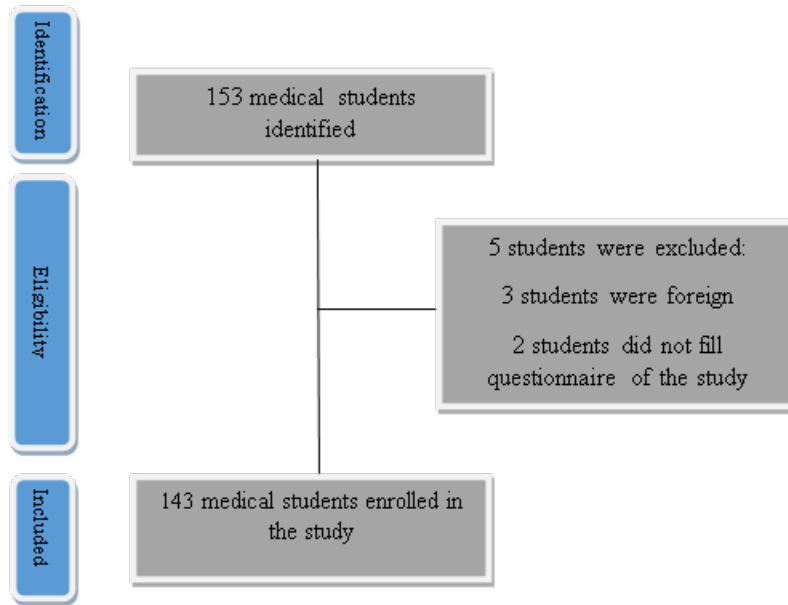 Identification
153 medical students
identified
Eligibility
5 students were excluded:
3 students were foreign
2 students did not fill
questionnaire of the study
Included
143 medical students enrolled in
the study